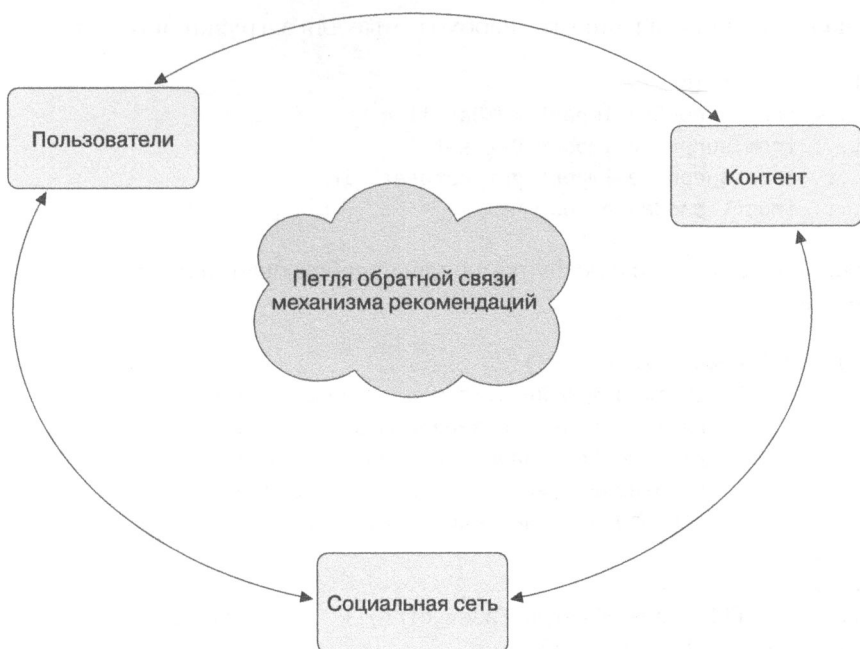 Пользователи
Контент
Петля обратной связи
механизма рекомендаций
Социальная сеть